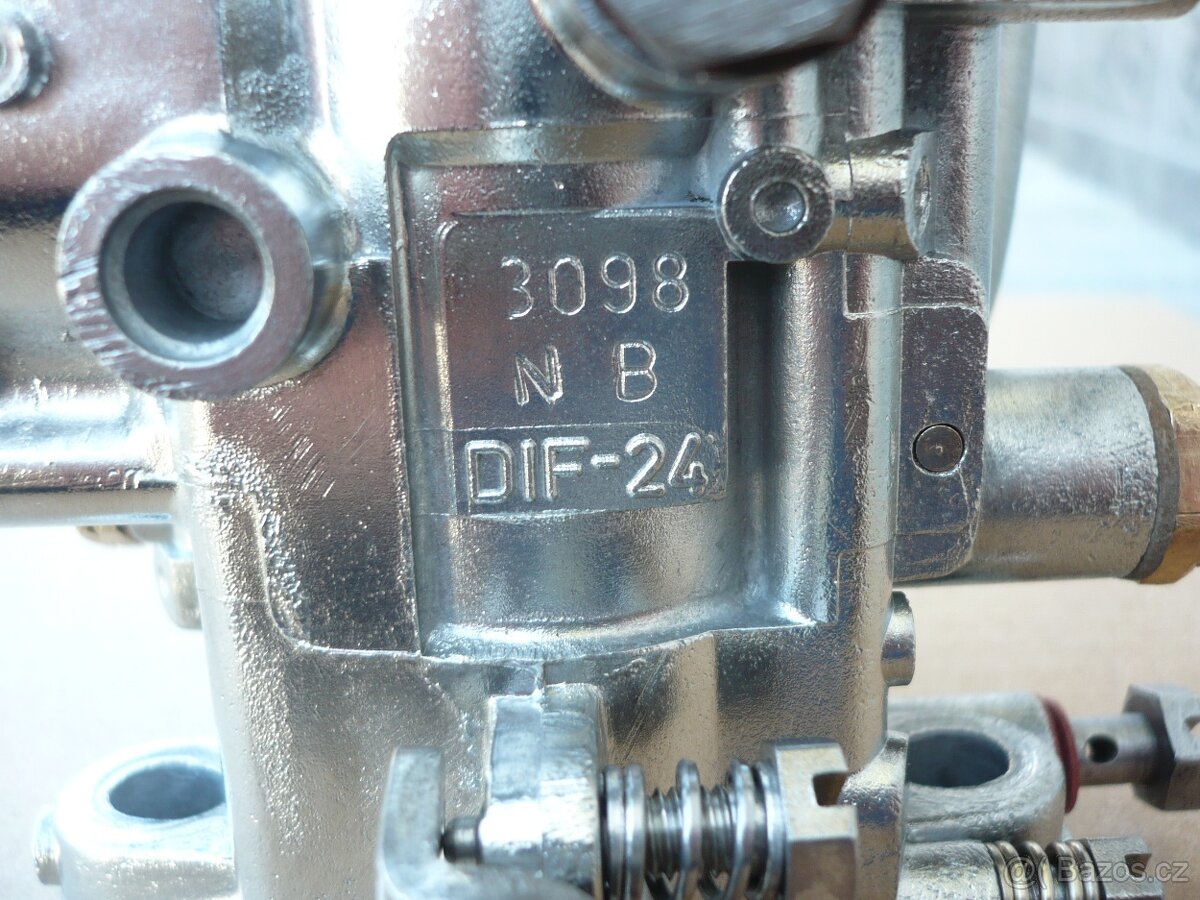 3098
N B
DIF-24
Bazos.cz